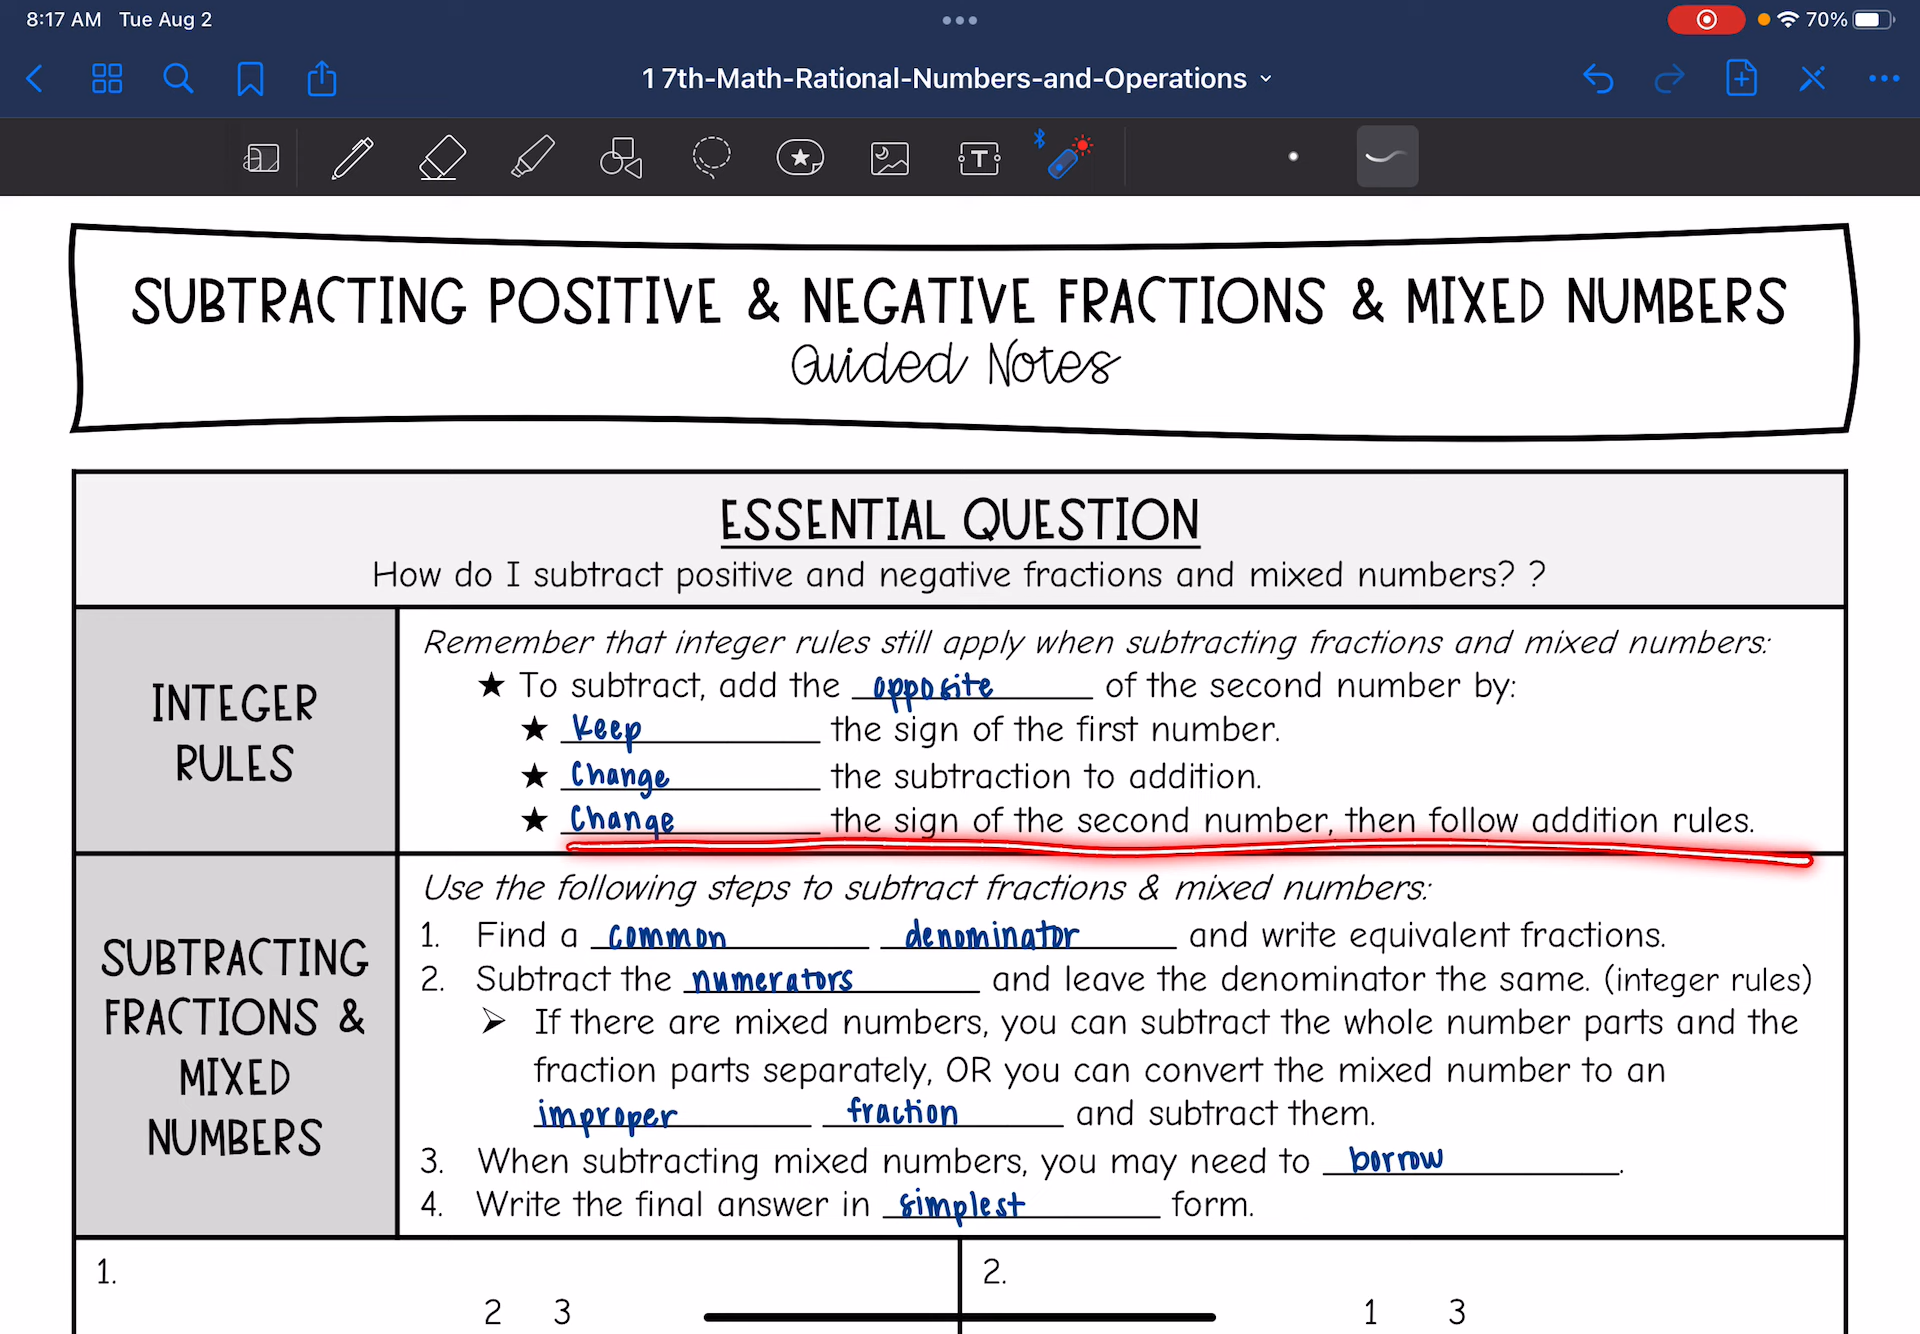 8:17 AM Tue Aug 2
70%
1 7th-Math-Rational-Numbers-and-Operations
SUBTRACTING POSITIVE & NEGATIVE FRACTIONS & MIXED NUMBERS
Guided Notes
ESSENTIAL QUESTION
How do I subtract positive and negative fractions and mixed numbers? ?
INTEGER
RULES
Remember that integer rules still apply when subtracting fractions and mixed numbers:
★ To subtract, add the opposite of the second number by:
★ Keep the sign of the first number.
★ Change the subtraction to addition.
★ Change the sign of the second number, then follow addition rules.
SUBTRACTING
FRACTIONS &
MIXED
NUMBERS
Use the following steps to subtract fractions & mixed numbers:
1. Find a common denominator and write equivalent fractions.
2. Subtract the numerators and leave the denominator the same. (integer rules)
➢ If there are mixed numbers, you can subtract the whole number parts and the
fraction parts separately, OR you can convert the mixed number to an
improper fraction and subtract them.
3. When subtracting mixed numbers, you may need to borrow.
4. Write the final answer in simplest form.
1.
2 3
2.
1 3